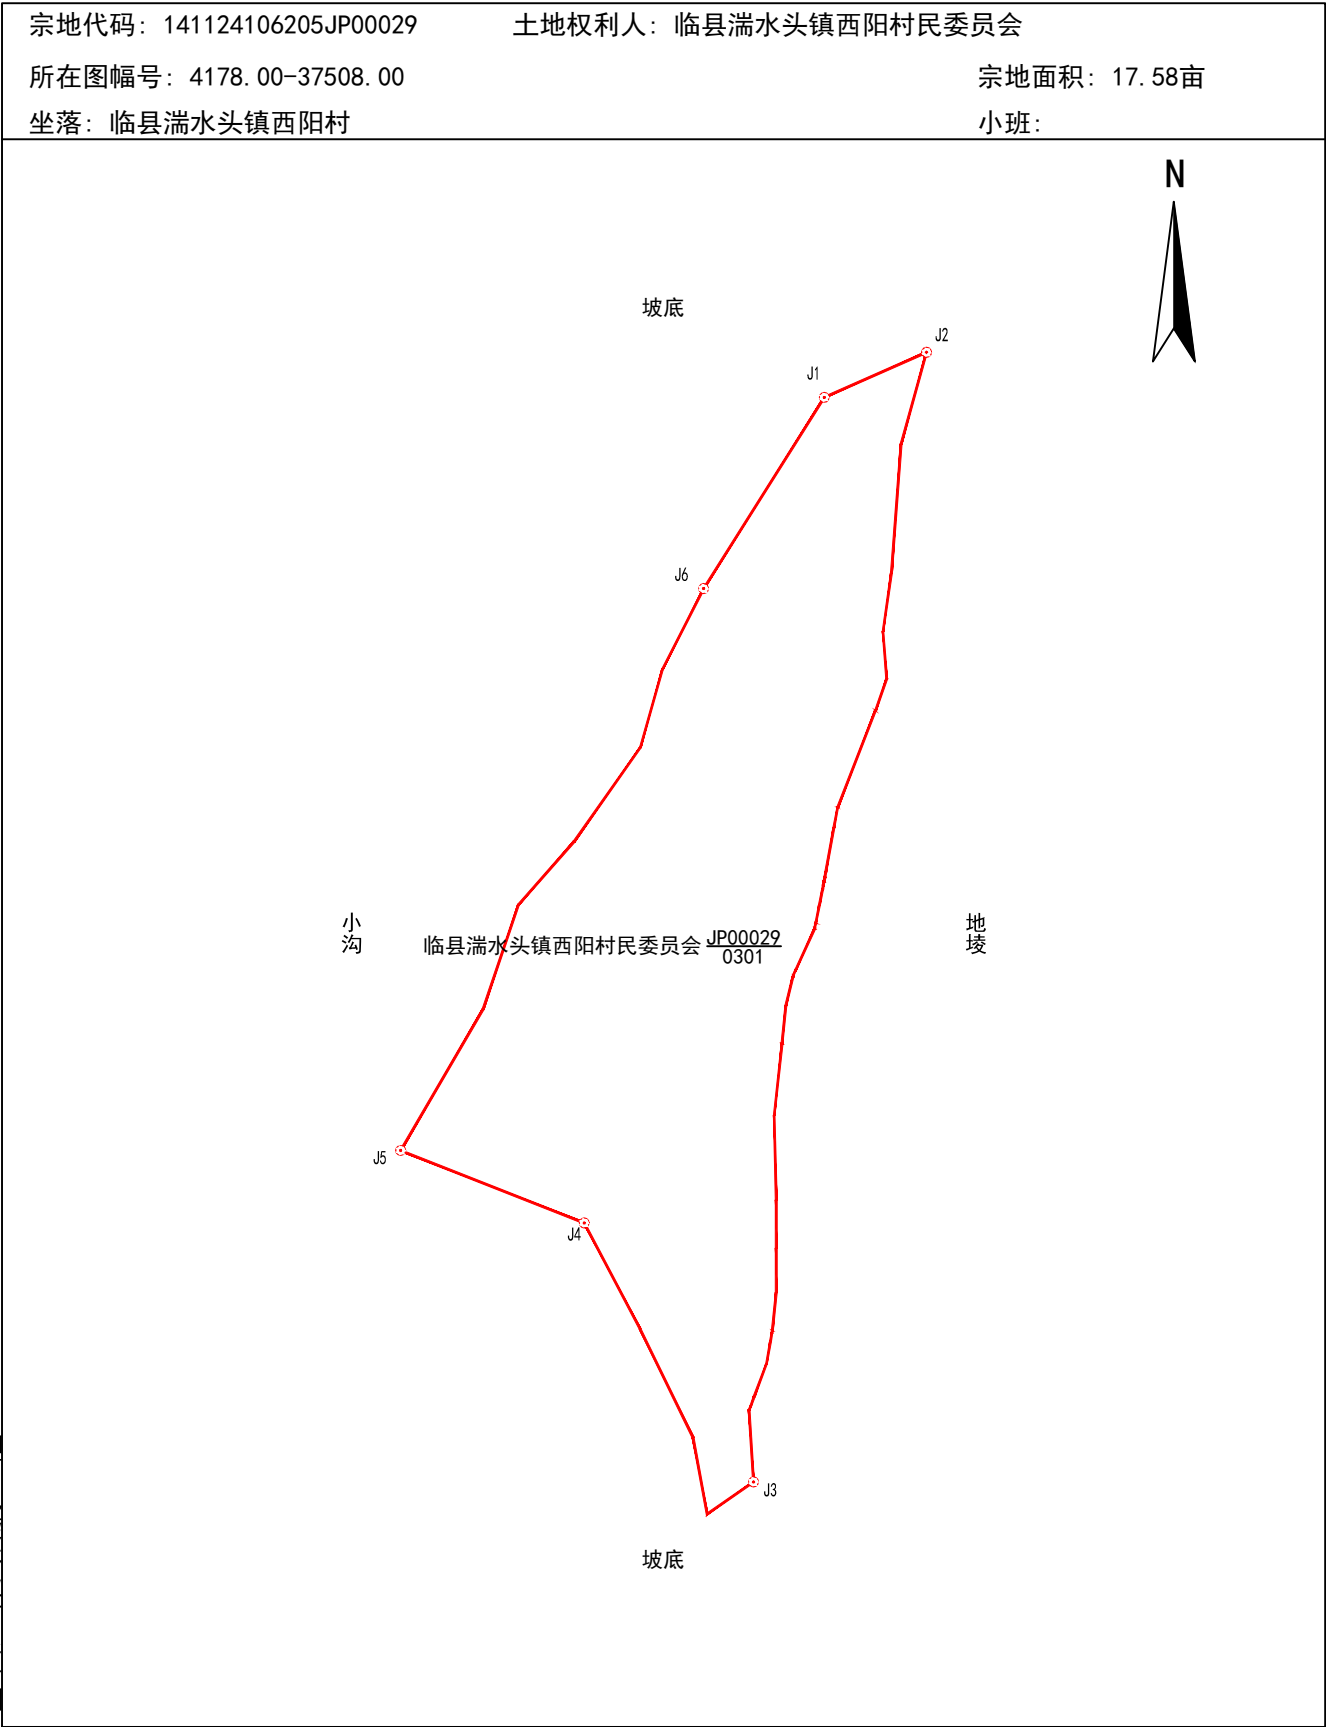 宗地代码: 141124106205JP00029 土地权利人: 临县湍水头镇西阳村民委员会
所在图幅号: 4178.00-37508.00 宗地面积: 17.58亩
坐落: 临县湍水头镇西阳村 小班:
N
坡底
J2
J1
J6
小沟
地堎
临县湍水头镇西阳村民委员会 JP00029
0301
J5
J4
J3
坡底